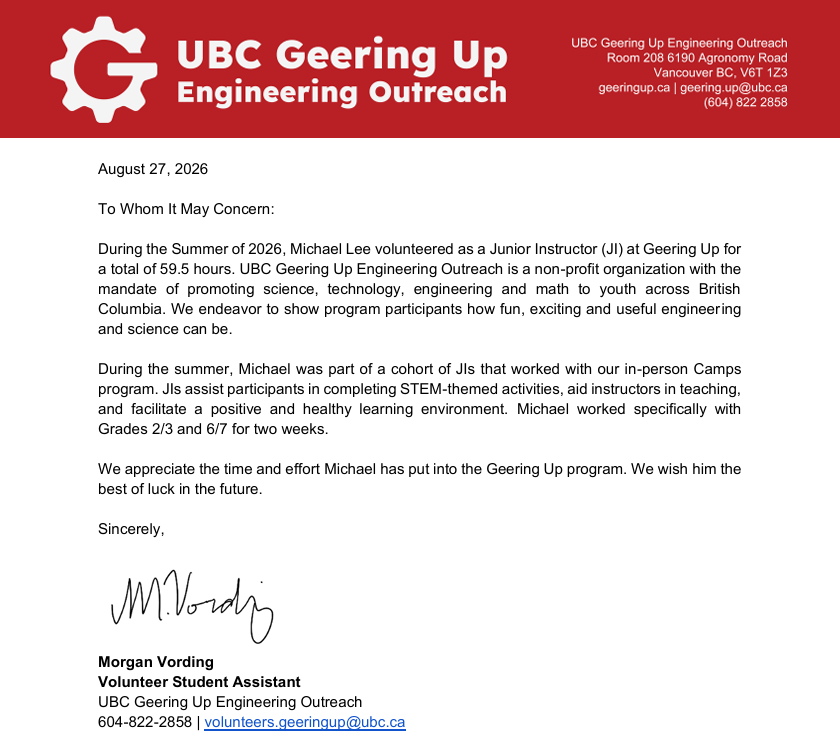 UBC Geering Up
Engineering Outreach
UBC Geering Up Engineering Outreach
Room 208 6190 Agronomy Road
Vancouver BC, V6T 1Z3
geeringup.ca | geering.up@ubc.ca
(604) 822 2858
August 27, 2026
To Whom It May Concern:
During the Summer of 2026, Michael Lee volunteered as a Junior Instructor (JI) at Geering Up for
a total of 59.5 hours. UBC Geering Up Engineering Outreach is a non-profit organization with the
mandate of promoting science, technology, engineering and math to youth across British
Columbia. We endeavor to show program participants how fun, exciting and useful engineering
and science can be.
During the summer, Michael was part of a cohort of JIs that worked with our in-person Camps
program. JIs assist participants in completing STEM-themed activities, aid instructors in teaching,
and facilitate a positive and healthy learning environment. Michael worked specifically with
Grades 2/3 and 6/7 for two weeks.
We appreciate the time and effort Michael has put into the Geering Up program. We wish him the
best of luck in the future.
Sincerely,
M. Vording
Morgan Vording
Volunteer Student Assistant
UBC Geering Up Engineering Outreach
604-822-2858 | volunteers.geeringup@ubc.ca